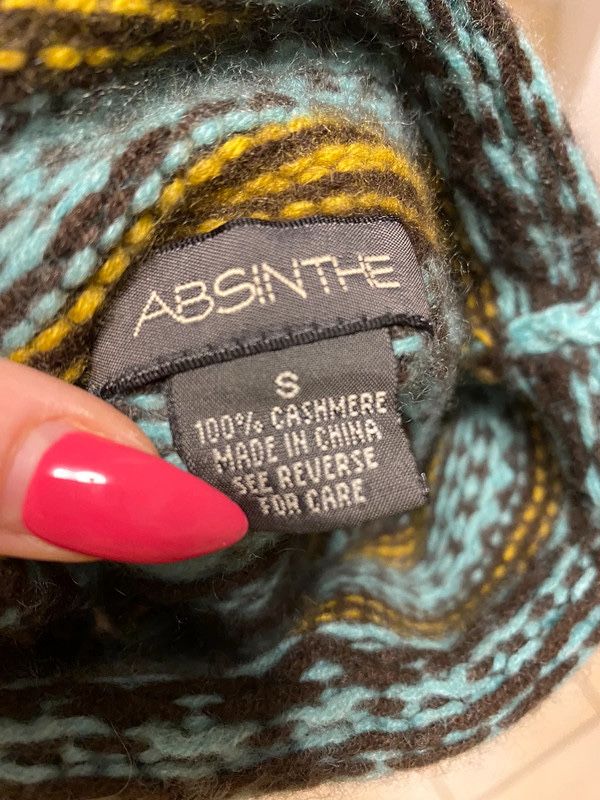 ABSINTHE
S
100% CASHMERE
MADE IN CHINA
SEE REVERSE
FOR CARE